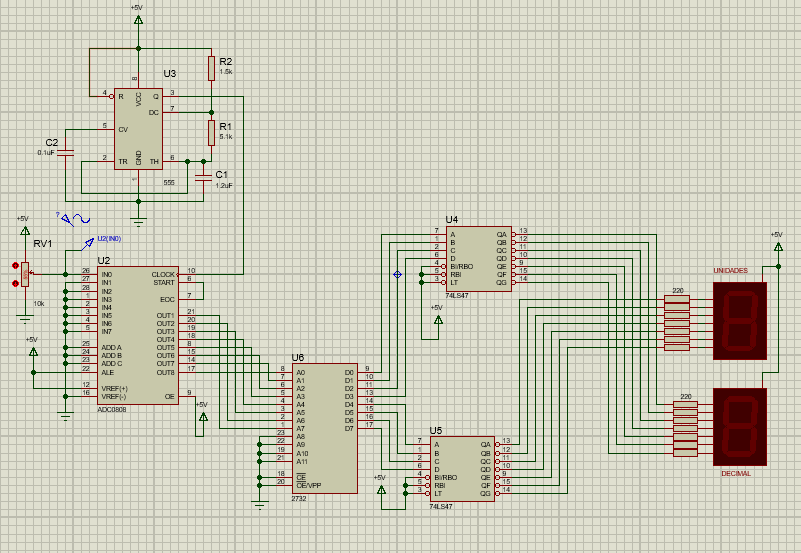 +5V
U3
R2
1.5k
4 R VCC 8 Q 3
DC 7
5 CV
R1
5.1k
C2
0.1uF
2 TR GND 1 TH 6
555
C1
1.2uF
?
U2(IN0)
+5V
RV1
10k
U2
26 IN0 CLOCK 10
27 IN1 START 6
28 IN2
1 IN3 EOC 7
2 IN4
3 IN5 OUT1 21
4 IN6 OUT2 20
5 IN7 OUT3 19
OUT4 18
25 ADD A OUT5 8
24 ADD B OUT6 15
23 ADD C OUT7 14
22 ALE OUT8 17
12 VREF(+)
16 VREF(-) OE 9
ADC0808
+5V
+5V
U6
8 A0 D0 9
7 A1 D1 10
6 A2 D2 11
5 A3 D3 13
4 A4 D4 14
3 A5 D5 15
2 A6 D6 16
1 A7 D7 17
23 A8
22 A9
19 A10
21 A11
18 CE
20 OE/VPP
2732
U4
7 A QA 13
1 B QB 12
2 C QC 11
6 D QD 10
4 BI/RBO QE 9
5 RBI QF 15
3 LT QG 14
74LS47
+5V
U5
7 A QA 13
1 B QB 12
2 C QC 11
6 D QD 10
4 BI/RBO QE 9
5 RBI QF 15
3 LT QG 14
74LS47
+5V
+5V
UNIDADES
220
220
DECIMAL